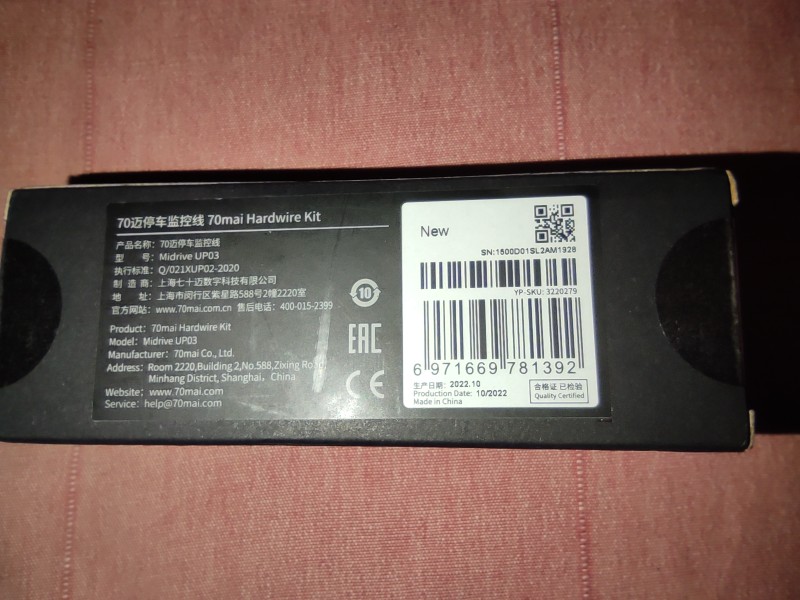 70迈停车监控线 70mai Hardwire Kit
产品名称：70迈停车监控线
型 号：Midrive UP03
执行标准：Q/021XUP02-2020
制 造 商：上海七十迈数字科技有限公司
地 址：上海市闵行区紫星路588号2幢2220室
官方网站：www.70mai.com.cn 售后电话：400-015-2399
Product：70mai Hardwire Kit
Model：Midrive UP03
Manufacturer：70mai Co., Ltd.
Address：Room 2220,Building 2,No.588,Zixing Road,
Minhang District, Shanghai，China
Website：www.70mai.com
Service：help@70mai.com
10
EAC
CE
New
SN:1500D01SL2AM1928
YP-SKU: 3220279
6 971669 781392
生产日期：2022.10
Production Date: 10/2022
Made in China
合格证 已检验
Quality Certified